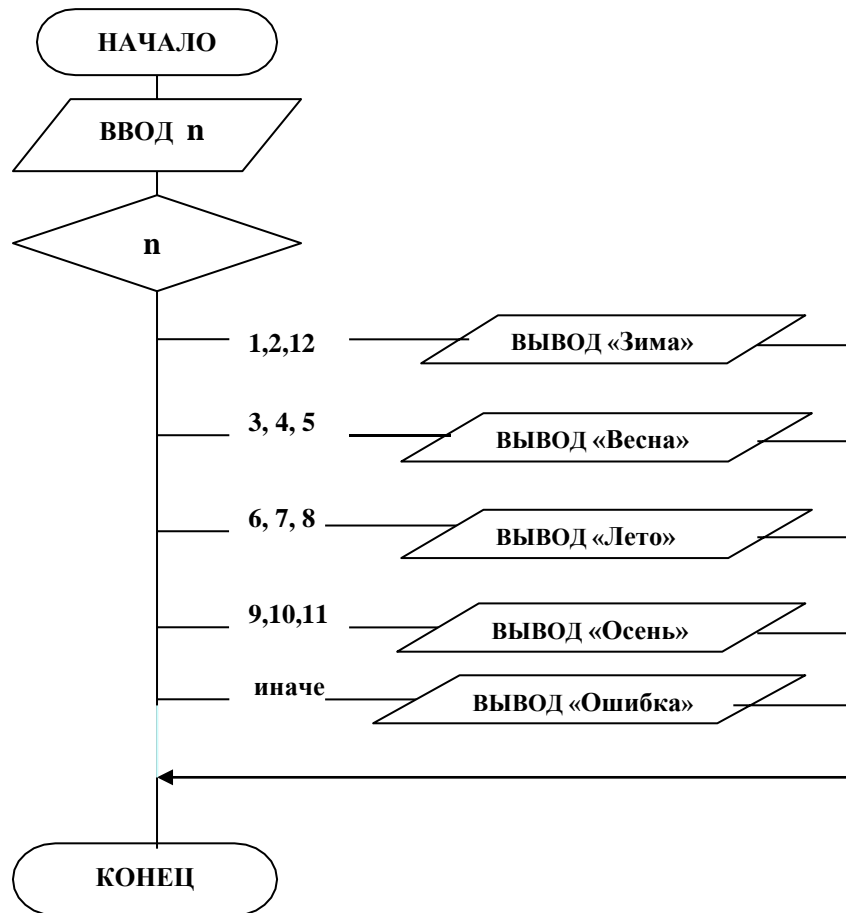 НАЧАЛО
ВВОД n
n
1,2,12
ВЫВОД «Зима»
3, 4, 5
ВЫВОД «Весна»
6, 7, 8
ВЫВОД «Лето»
9,10,11
ВЫВОД «Осень»
иначе
ВЫВОД «Ошибка»
КОНЕЦ